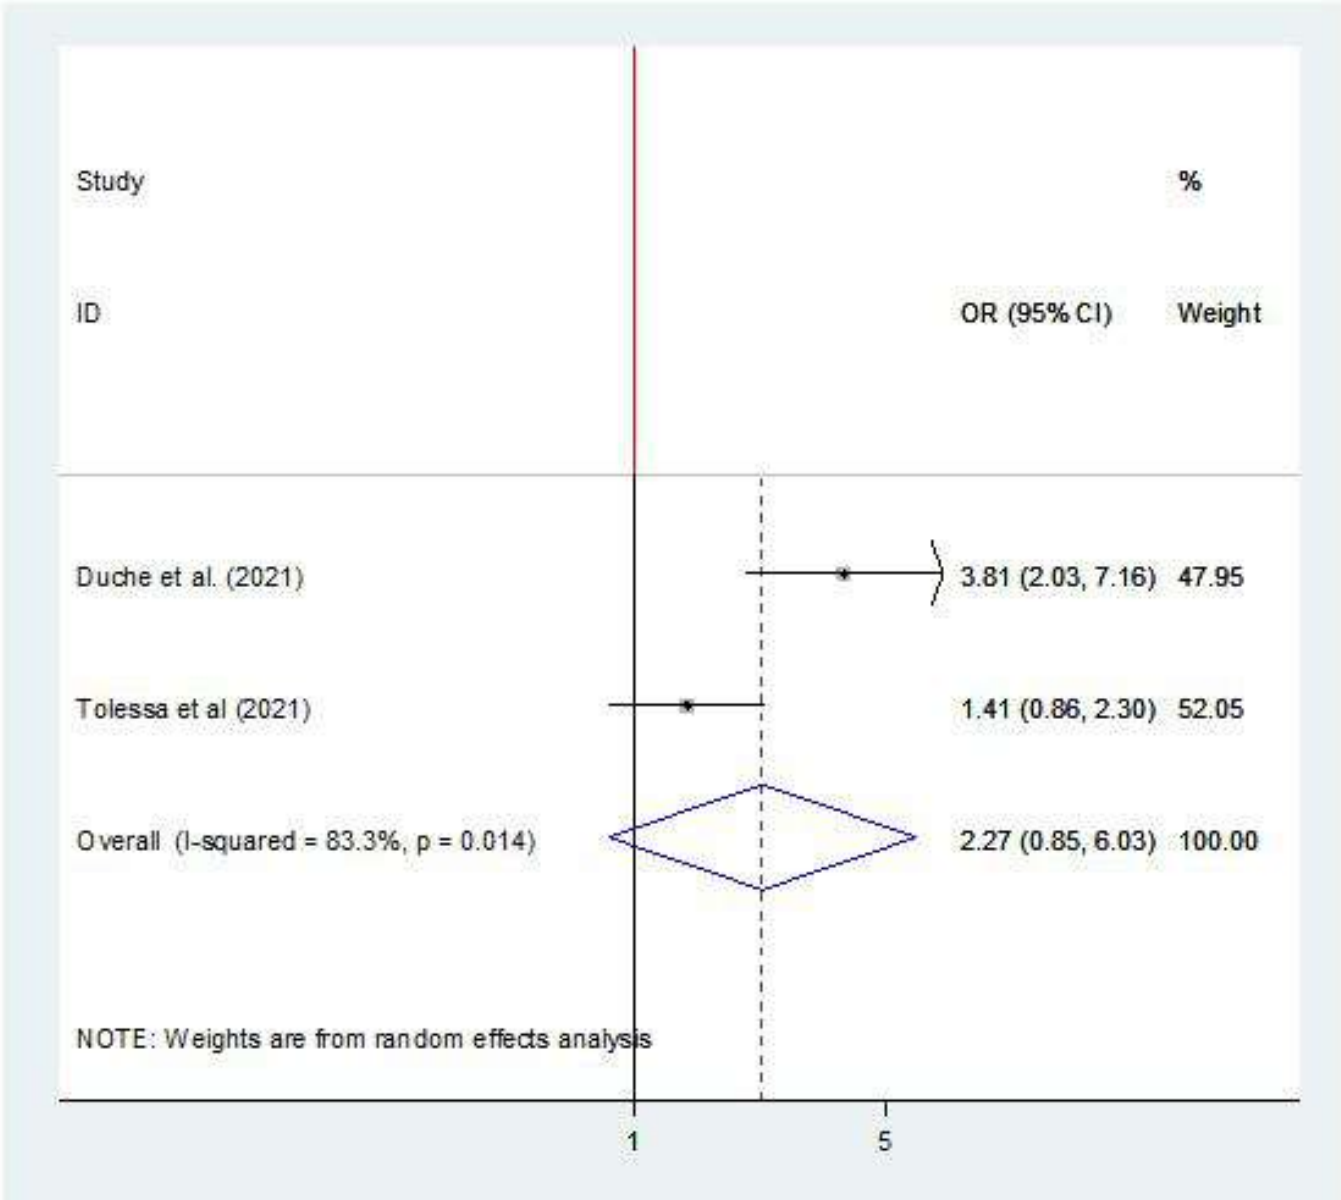 Study %
ID OR (95% CI) Weight
Duche et al. (2021) 3.81 (2.03, 7.16) 47.95
Tolessa et al (2021) 1.41 (0.86, 2.30) 52.05
Overall (I-squared = 83.3%, p = 0.014) 2.27 (0.85, 6.03) 100.00
NOTE: Weights are from random effects analysis
1 5